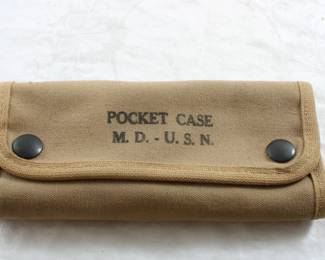 POCKET CASE
M. D. - U. S. N.